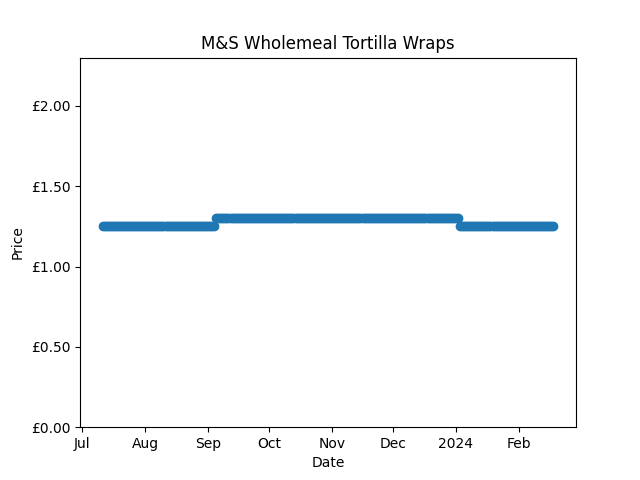 M&S Wholemeal Tortilla Wraps
£2.00
£1.50
£1.00
£0.50
£0.00
Price
Jul Aug Sep Oct Nov Dec 2024 Feb
Date